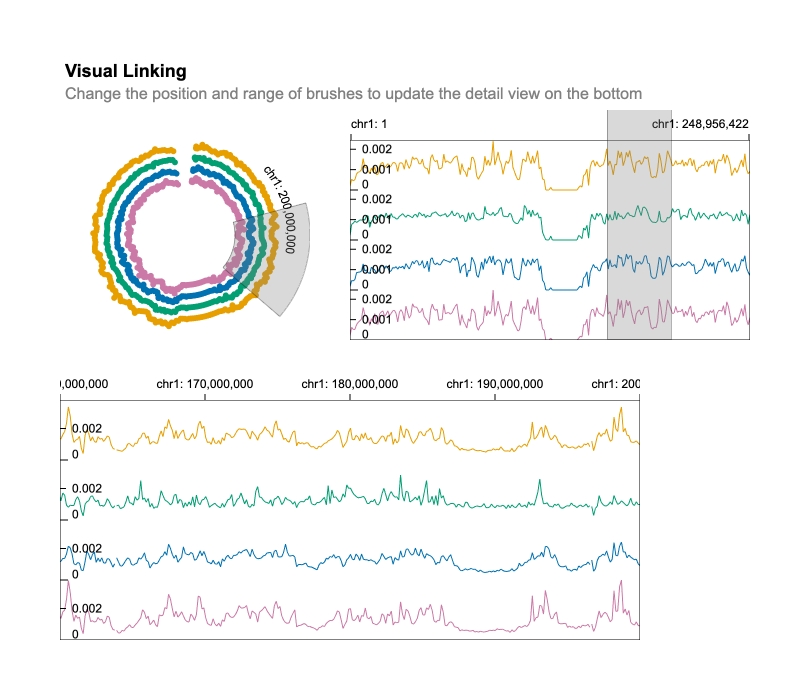 Visual Linking
Change the position and range of brushes to update the detail view on the bottom
chr1: 200,000,000
chr1: 1
chr1: 248,956,422
0.002
0.001
0
0.002
0.001
0
0.002
0.001
0
0.002
0.001
0
0,000,000
chr1: 170,000,000
chr1: 180,000,000
chr1: 190,000,000
chr1: 200
0.002
0
0.002
0
0.002
0
0.002
0